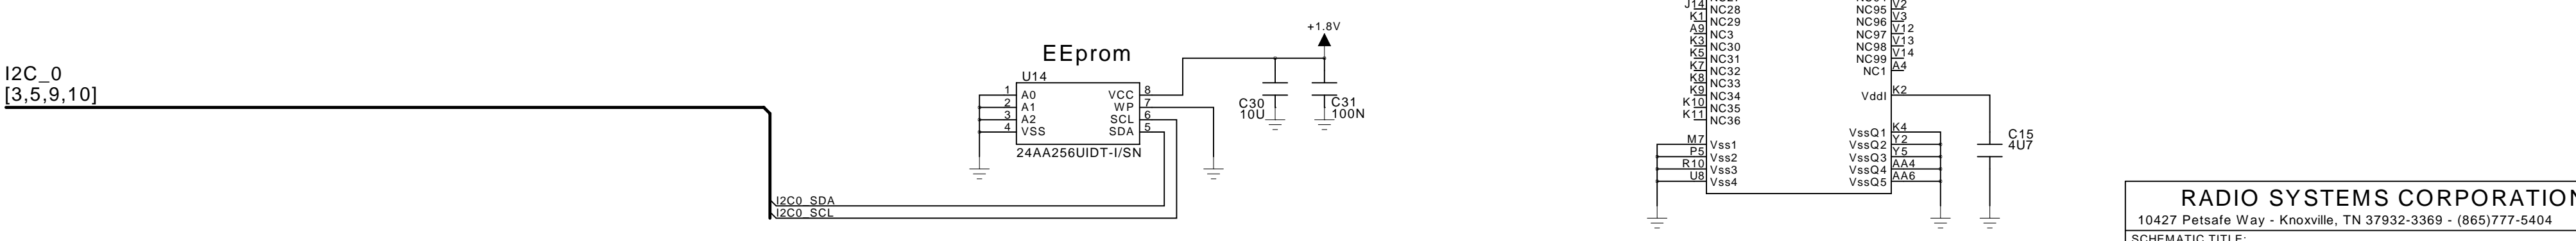 I2C_0
[3,5,9,10]
I2C0_SDA
I2C0_SCL
EEprom
U14
1 A0 VCC 8
2 A1 WP 7
3 A2 SCL 6
4 VSS SDA 5
24AA256UIDT-I/SN
+1.8V
C30
10U
C31
100N
J14 NC28 NC95 V2
K1 NC29 NC96 V3
A9 NC3 NC97 V12
K3 NC30 NC98 V13
K5 NC31 NC99 V14
K7 NC32 NC1 A4
K8 NC33
K9 NC34 VddI K2
K10 NC35
K11 NC36
VssQ1 K4
M7 Vss1 VssQ2 Y2
P5 Vss2 VssQ3 Y5
R10 Vss3 VssQ4 AA4
U8 Vss4 VssQ5 AA6
C15
4U7
RADIO SYSTEMS CORPORATION
10427 Petsafe Way - Knoxville, TN 37932-3369 - (865)777-5404
SCHEMATIC TITLE: